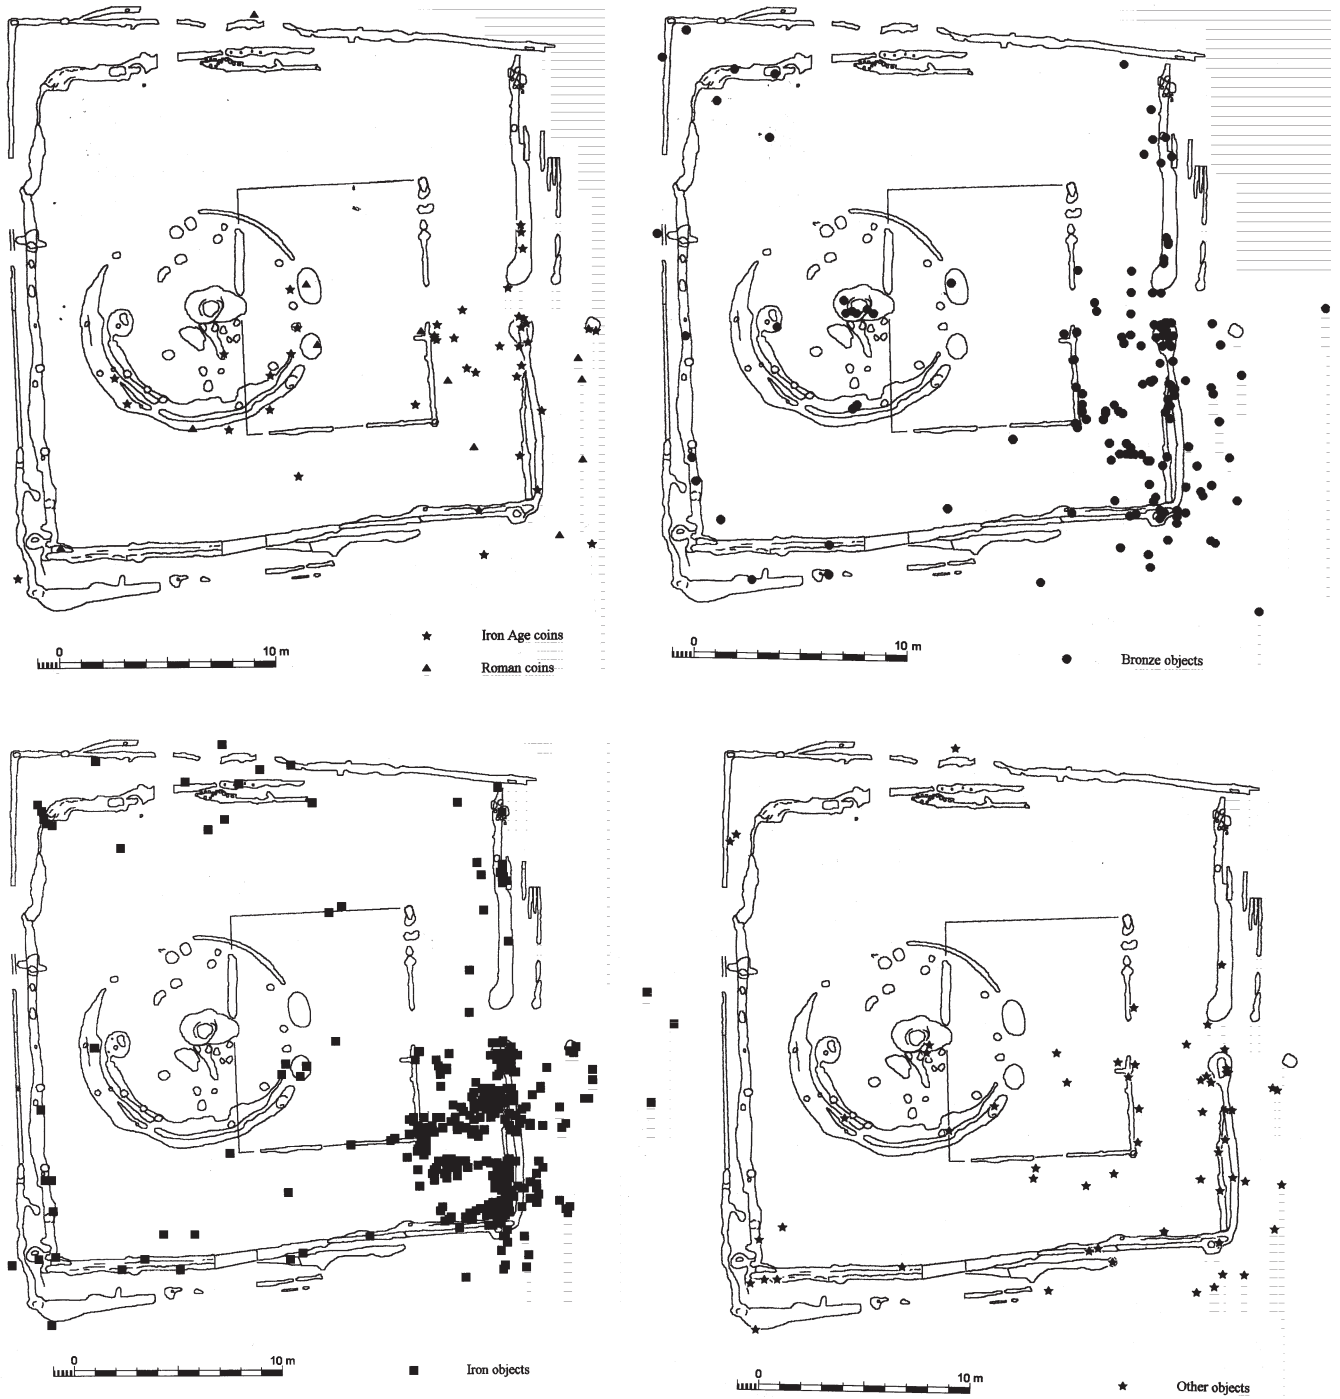 0 10 m
★ Iron Age coins
▲ Roman coins
0 10 m
● Bronze objects
0 10 m
■ Iron objects
0 10 m
★ Other objects